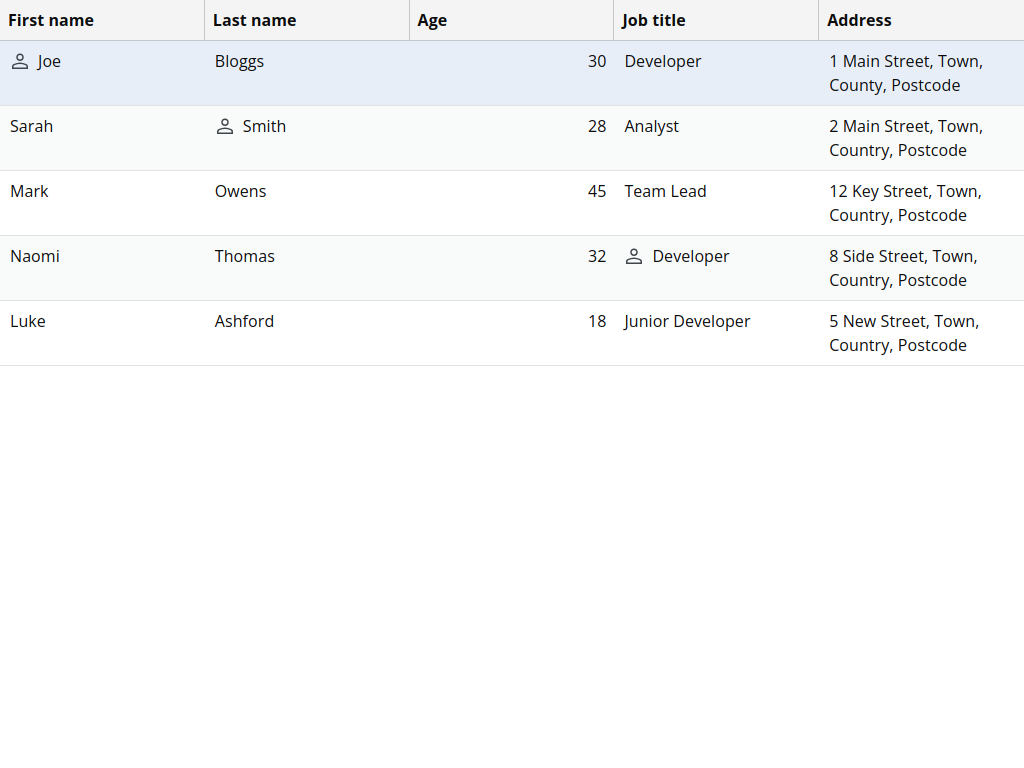 First name Last name Age Job title Address
Joe Bloggs 30 Developer 1 Main Street, Town,
County, Postcode
Sarah Smith 28 Analyst 2 Main Street, Town,
Country, Postcode
Mark Owens 45 Team Lead 12 Key Street, Town,
Country, Postcode
Naomi Thomas 32 Developer 8 Side Street, Town,
Country, Postcode
Luke Ashford 18 Junior Developer 5 New Street, Town,
Country, Postcode